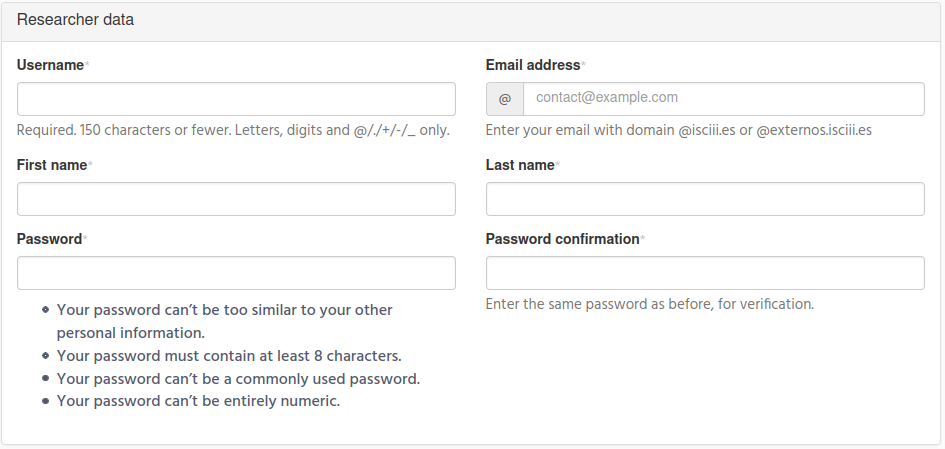 Researcher data
Username*
Email address*
@ contact@example.com
Required. 150 characters or fewer. Letters, digits and @/./+/-/_ only.
Enter your email with domain @isciii.es or @externos.isciii.es
First name*
Last name*
Password*
Password confirmation*
Your password can't be too similar to your other
personal information.
Your password must contain at least 8 characters.
Your password can't be a commonly used password.
Your password can't be entirely numeric.
Enter the same password as before, for verification.